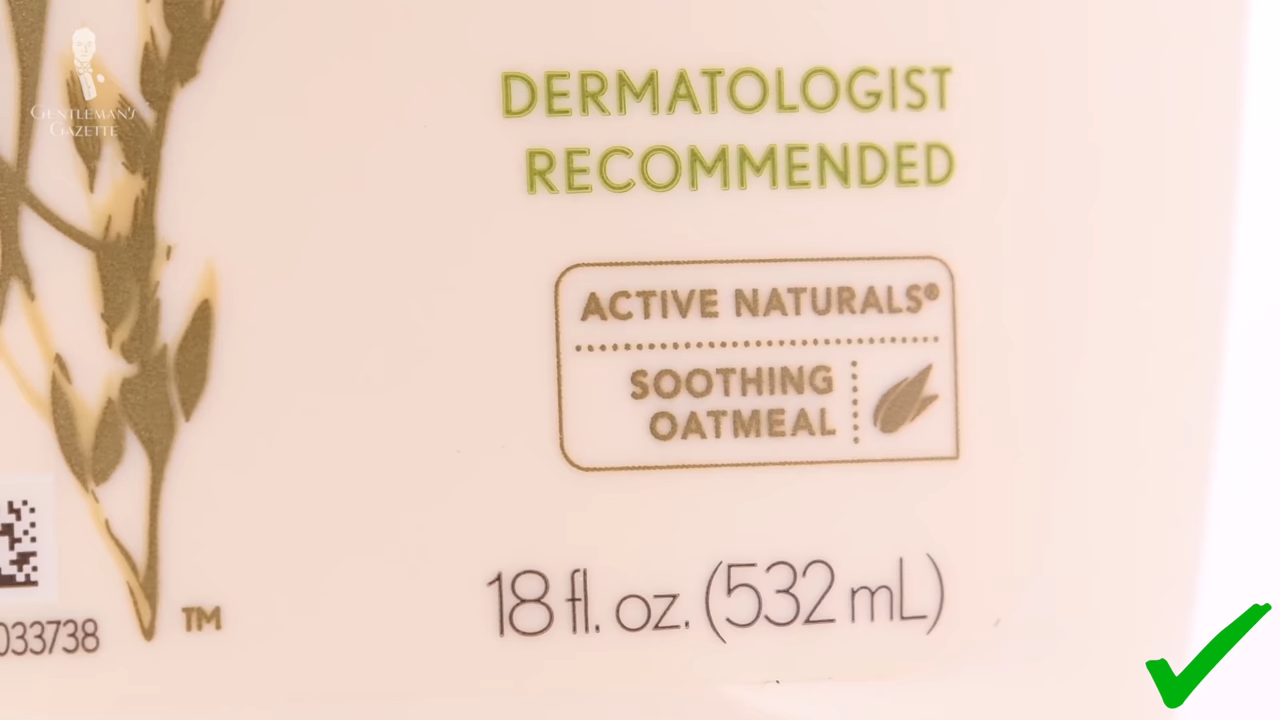 GENTLEMAN'S
GAZETTE
DERMATOLOGIST
RECOMMENDED
ACTIVE NATURALS®
SOOTHING
OATMEAL
18 fl. oz. (532 mL)
033738
TM